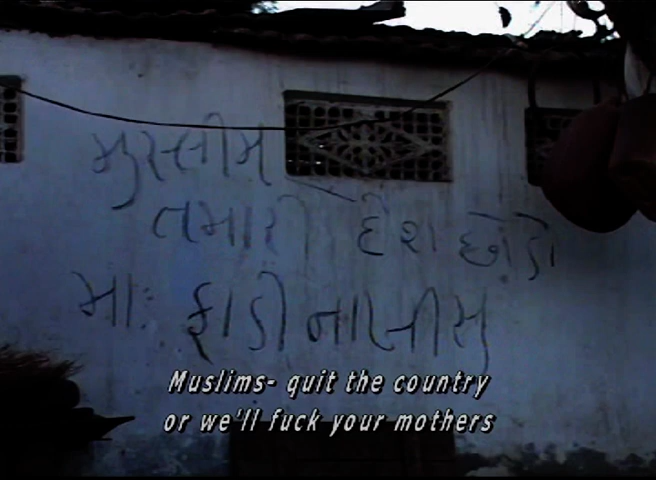 મુસ્લીમ
તમારી દેશ છોડો
માઃ ફાડી નાખીસુ
Muslims- quit the country
or we'll fuck your mothers